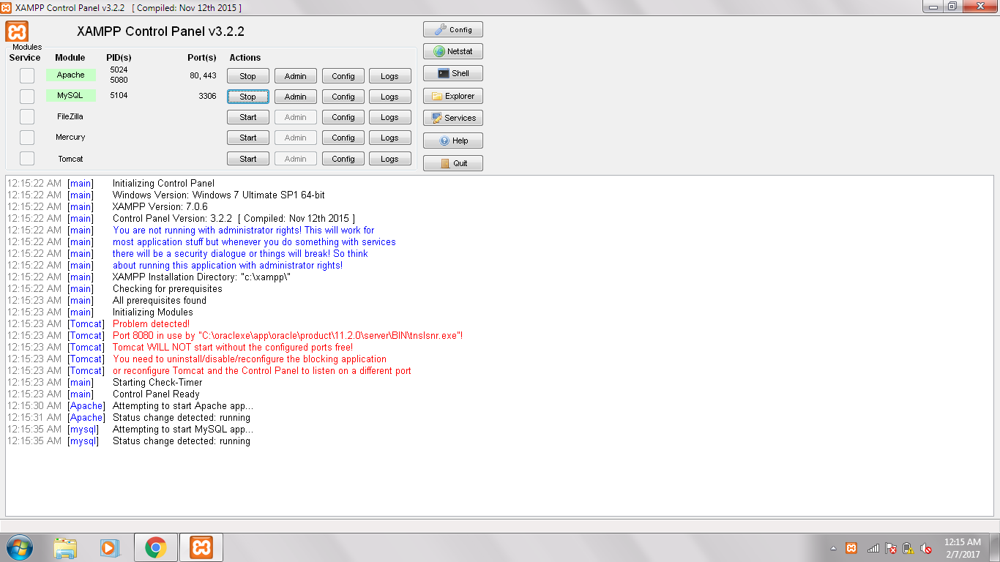 XAMPP Control Panel v3.2.2 [ Compiled: Nov 12th 2015 ]
XAMPP Control Panel v3.2.2
Config
Modules
Service Module PID(s) Port(s) Actions
Netstat
Apache 5024 5080 80, 443 Stop Admin Config Logs
Shell
MySQL 5104 3306 Stop Admin Config Logs
Explorer
FileZilla Start Admin Config Logs
Services
Mercury Start Admin Config Logs
Help
Tomcat Start Admin Config Logs
Quit
12:15:22 AM [main] Initializing Control Panel
12:15:22 AM [main] Windows Version: Windows 7 Ultimate SP1 64-bit
12:15:22 AM [main] XAMPP Version: 7.0.6
12:15:22 AM [main] Control Panel Version: 3.2.2 [ Compiled: Nov 12th 2015 ]
12:15:22 AM [main] You are not running with administrator rights! This will work for
12:15:22 AM [main] most application stuff but whenever you do something with services
12:15:22 AM [main] there will be a security dialogue or things will break! So think
12:15:22 AM [main] about running this application with administrator rights!
12:15:22 AM [main] XAMPP Installation Directory: "c:\xampp\"
12:15:22 AM [main] Checking for prerequisites
12:15:23 AM [main] All prerequisites found
12:15:23 AM [main] Initializing Modules
12:15:23 AM [Tomcat] Problem detected!
12:15:23 AM [Tomcat] Port 8080 in use by "C:\oraclexe\app\oracle\product\11.2.0\server\BIN\tnslsnr.exe"!
12:15:23 AM [Tomcat] Tomcat WILL NOT start without the configured ports free!
12:15:23 AM [Tomcat] You need to uninstall/disable/reconfigure the blocking application
12:15:23 AM [Tomcat] or reconfigure Tomcat and the Control Panel to listen on a different port
12:15:23 AM [main] Starting Check-Timer
12:15:23 AM [main] Control Panel Ready
12:15:30 AM [Apache] Attempting to start Apache app...
12:15:31 AM [Apache] Status change detected: running
12:15:35 AM [mysql] Attempting to start MySQL app...
12:15:35 AM [mysql] Status change detected: running
12:15 AM
2/7/2017